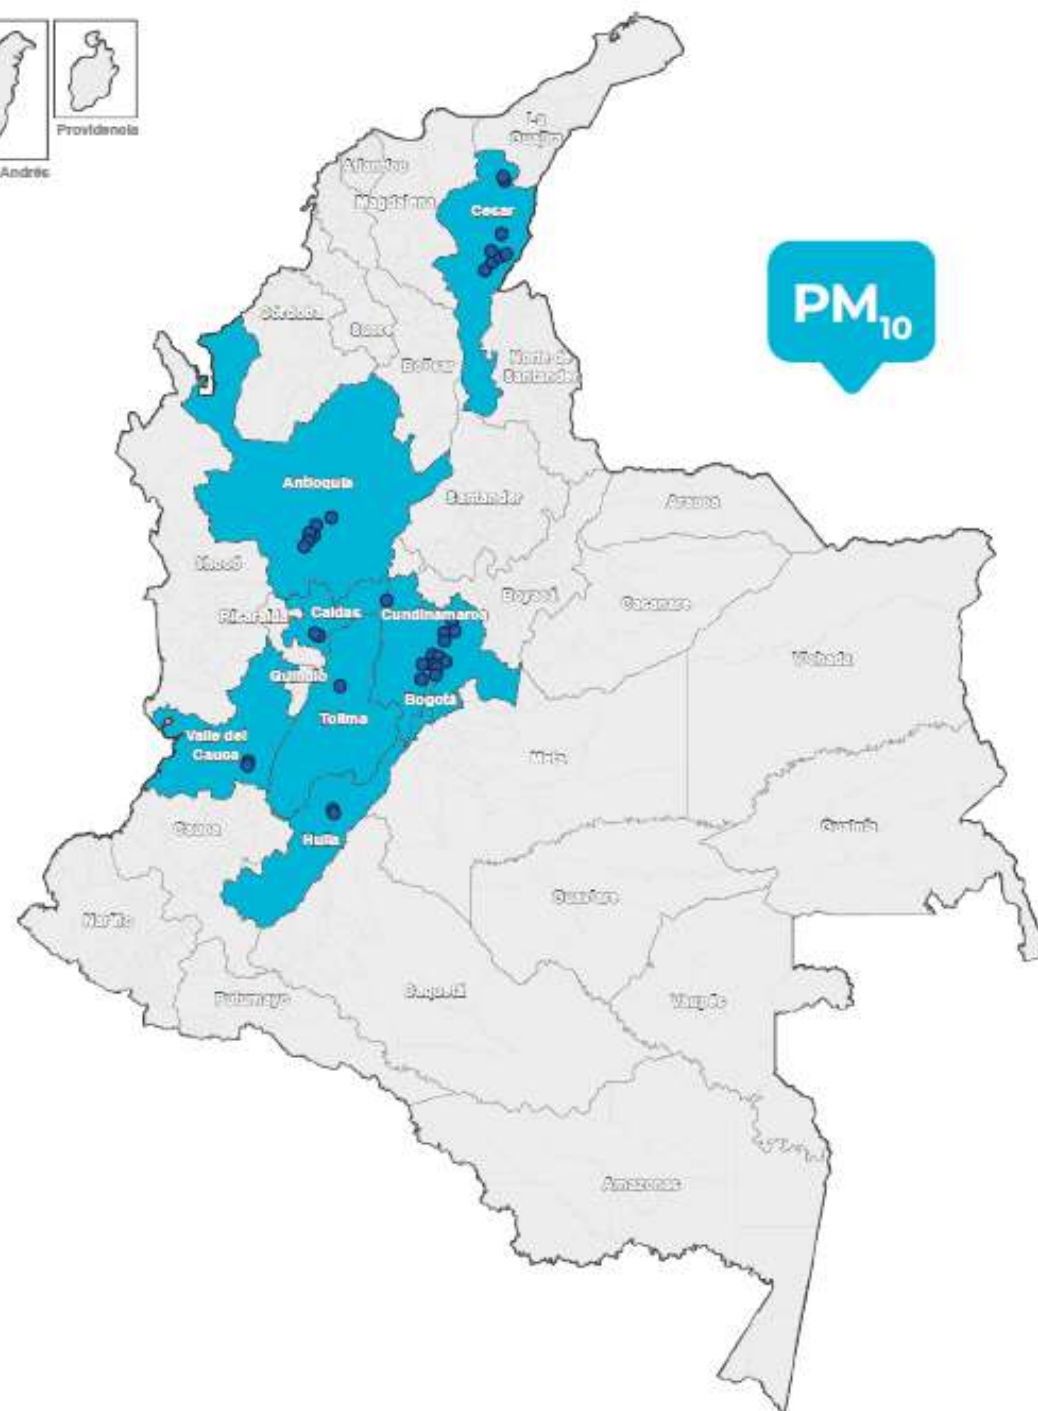 Providencia
Andrés
La
Guajira
Atlántico
Magdalena
Cesar
PM10
Córdoba
Sucre
Bolívar
Norte de
Santander
Antioquia
Santander
Arauca
Chocó
Boyacá
Casanare
Risaralda
Caldas
Cundinamarca
Vichada
Quindío
Bogotá
Tolima
Valle del
Cauca
Meta
Cauca
Huila
Guainía
Guaviare
Nariño
Caquetá
Putumayo
Vaupés
Amazonas